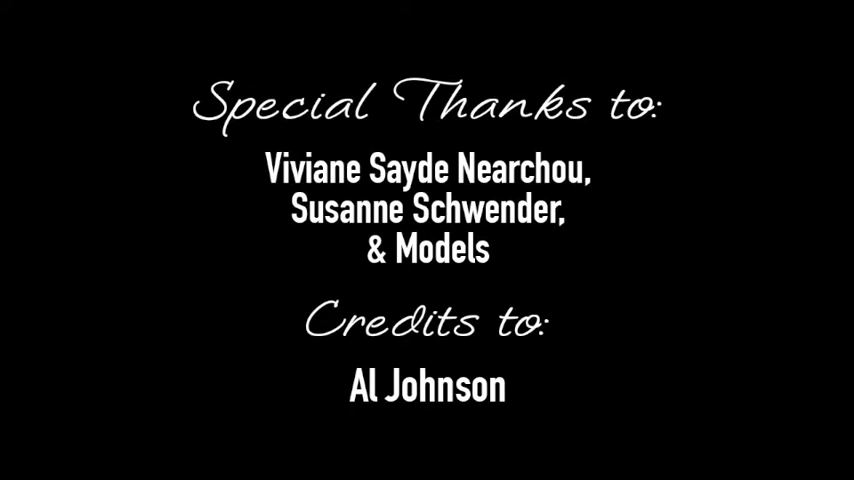 Special Thanks to:
Viviane Sayde Nearchou,
Susanne Schwender,
& Models
Credits to:
Al Johnson